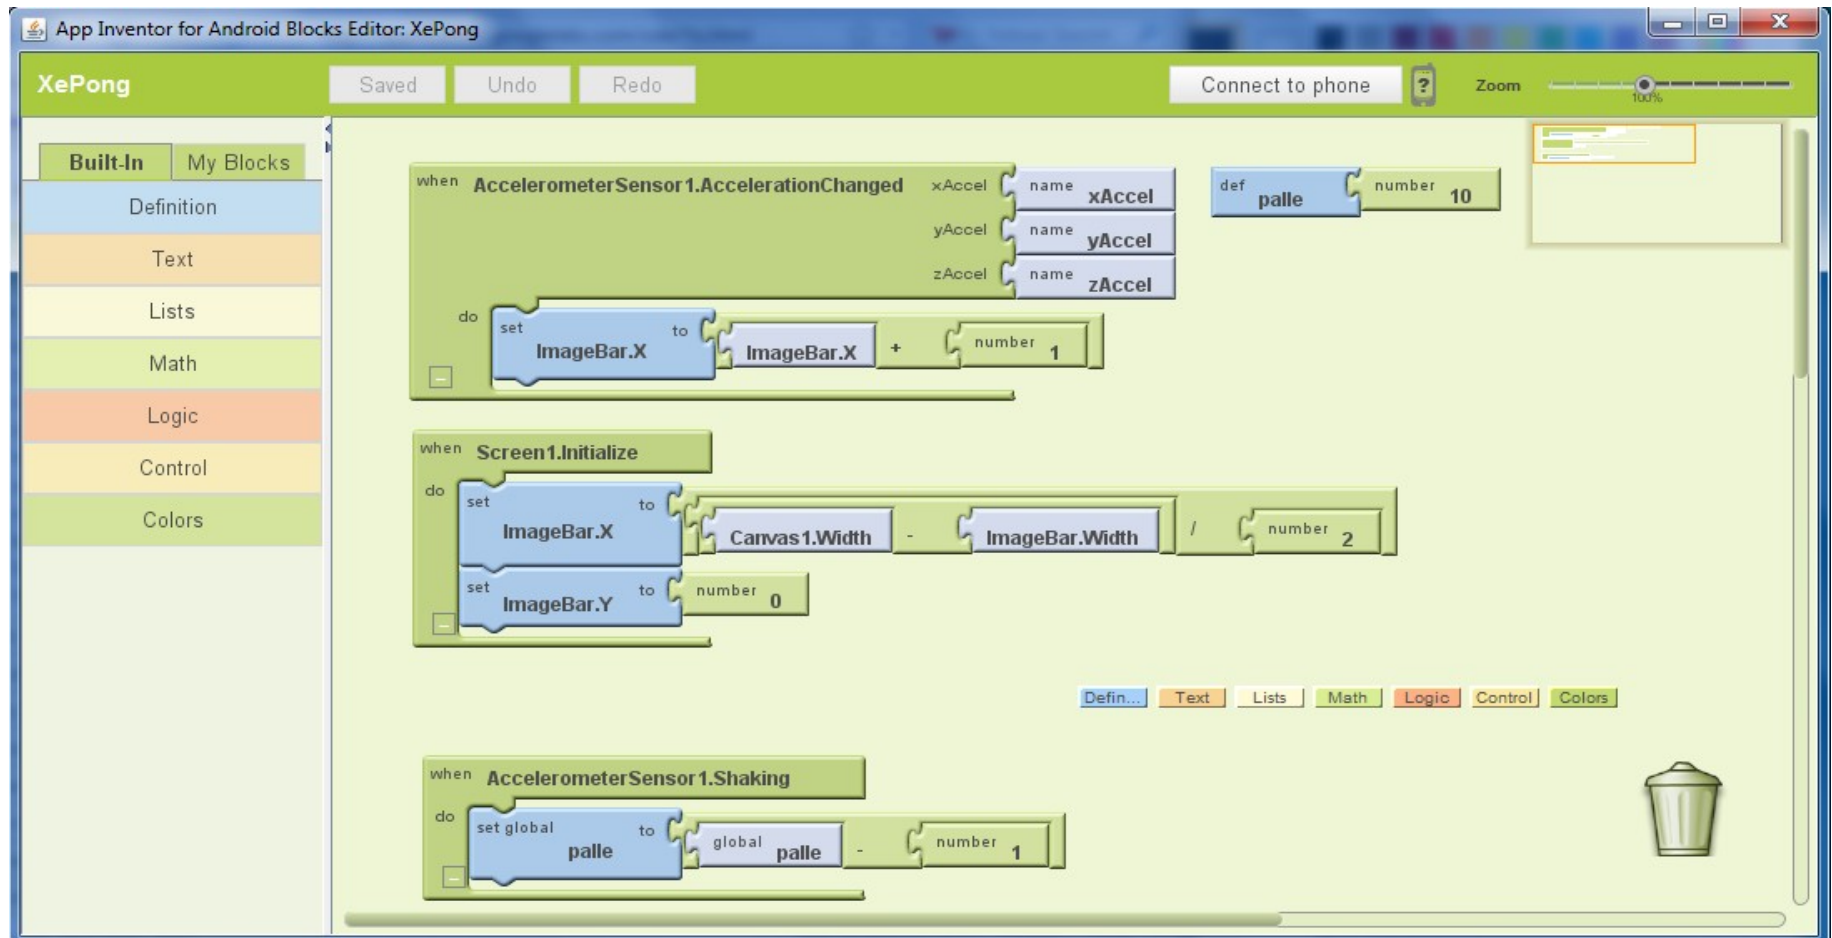 App Inventor for Android Blocks Editor: XePong
XePong Saved Undo Redo Connect to phone ? Zoom 100%
Built-In My Blocks
Definition
Text
Lists
Math
Logic
Control
Colors
when AccelerometerSensor1.AccelerationChanged xAccel name xAccel
yAccel name yAccel
zAccel name zAccel
do set ImageBar.X to ImageBar.X + number 1
def palle number 10
when Screen1.Initialize
do set ImageBar.X to Canvas1.Width - ImageBar.Width / number 2
set ImageBar.Y to number 0
Defin... Text Lists Math Logic Control Colors
when AccelerometerSensor1.Shaking
do set global palle to global palle - number 1